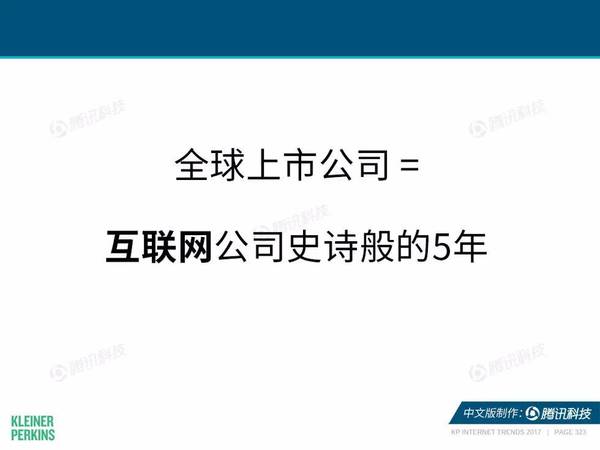 腾讯科技
腾讯科技
全球上市公司 =
腾讯科技
互联网公司史诗般的5年
腾讯科技
腾讯科技
KLEINER
PERKINS
中文版制作: 腾讯科技
KP INTERNET TRENDS 2017 | PAGE 323